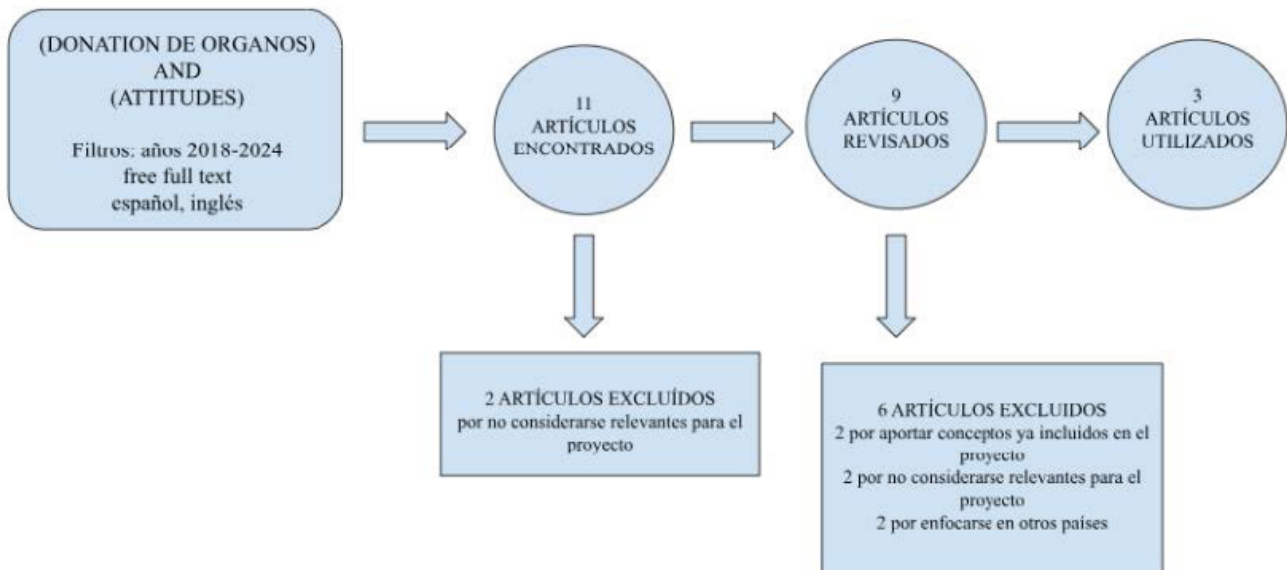 (DONATION DE ORGANOS)
AND
(ATTITUDES)
Filtros: años 2018-2024
free full text
español, inglés
11
ARTÍCULOS
ENCONTRADOS
9
ARTÍCULOS
REVISADOS
3
ARTÍCULOS
UTILIZADOS
2 ARTÍCULOS EXCLUÍDOS
por no considerarse relevantes para el
proyecto
6 ARTÍCULOS EXCLUIDOS
2 por aportar conceptos ya incluidos en el
proyecto
2 por no considerarse relevantes para el
proyecto
2 por enfocarse en otros países